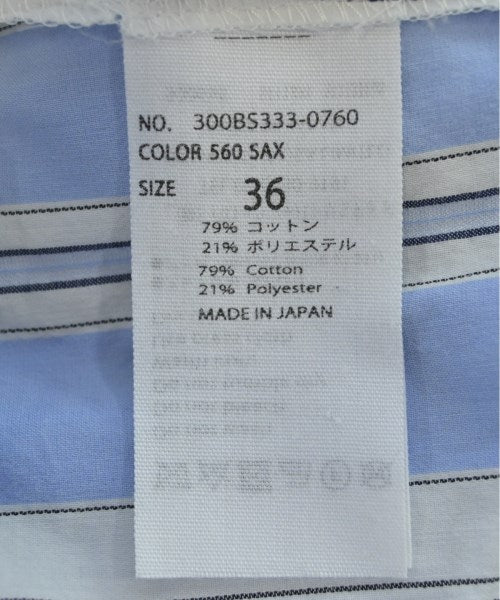 NO. 300BS333-0760
COLOR 560 SAX
SIZE 36
79% コットン
21% ポリエステル
79% Cotton
21% Polyester
MADE IN JAPAN